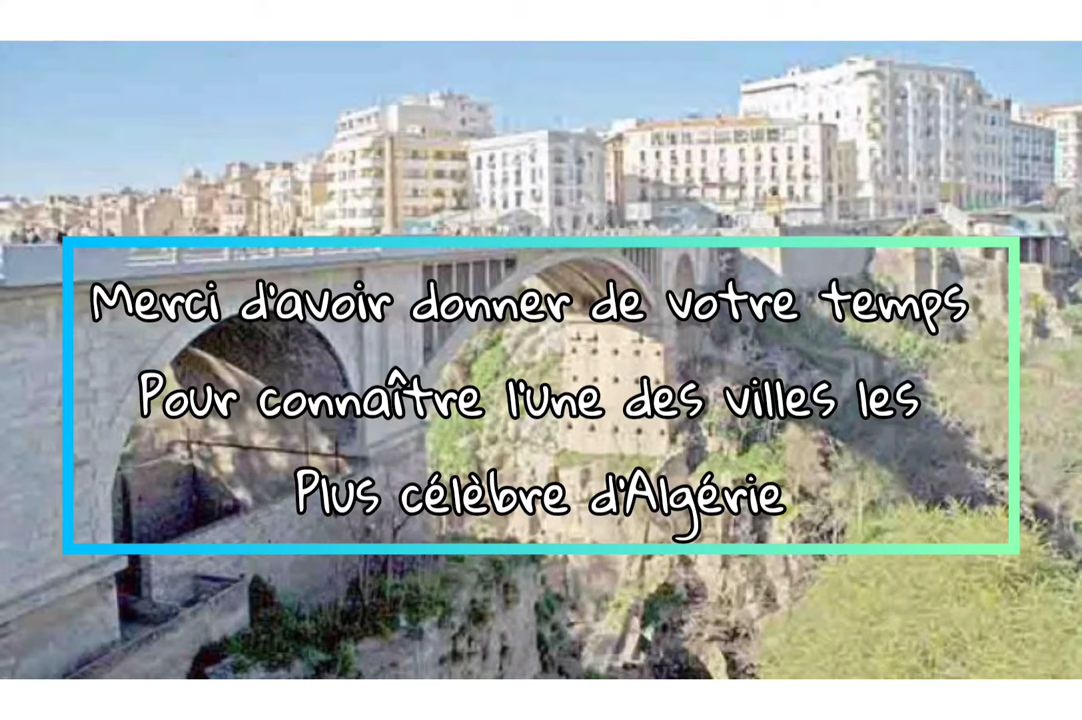 Merci d'avoir donner de votre temps
Pour connaître l'une des villes les
Plus célèbre d'Algérie